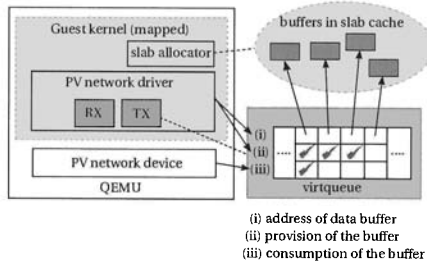 Guest kernel (mapped)
slab allocator
buffers in slab cache
PV network driver
RX
TX
(i)
(ii)
(iii)
PV network device
QEMU
virtqueue
(i) address of data buffer
(ii) provision of the buffer
(iii) consumption of the buffer